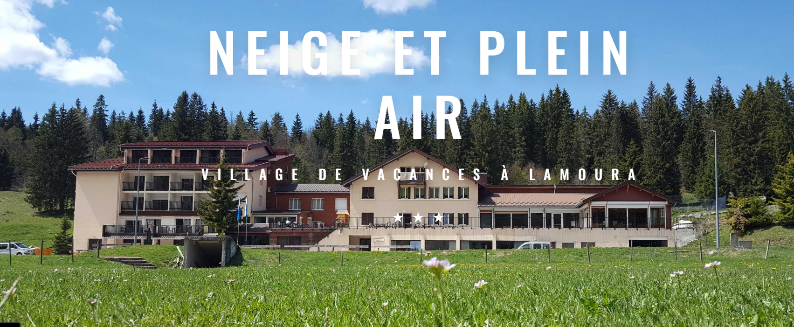 NEIGE ET PLEIN
AIR
VILLAGE DE VACANCES À LAMOURA